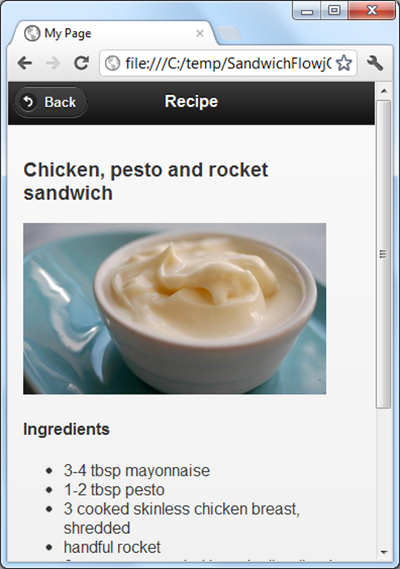 My Page
file:///C:/temp/SandwichFlowj
Back
Recipe
Chicken, pesto and rocket
sandwich
Ingredients
3-4 tbsp mayonnaise
1-2 tbsp pesto
3 cooked skinless chicken breast,
shredded
handful rocket